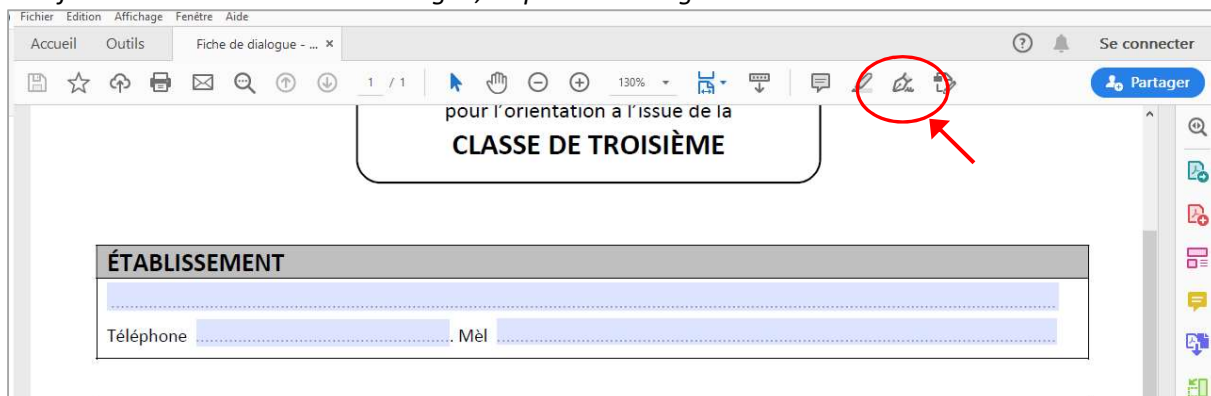 Fichier Edition Affichage Fenêtre Aide
Accueil Outils Fiche de dialogue - ... × ? Se connecter
1 / 1 130% Partager
pour l'orientation à l'issue de la
CLASSE DE TROISIÈME
ÉTABLISSEMENT
Téléphone . Mèl